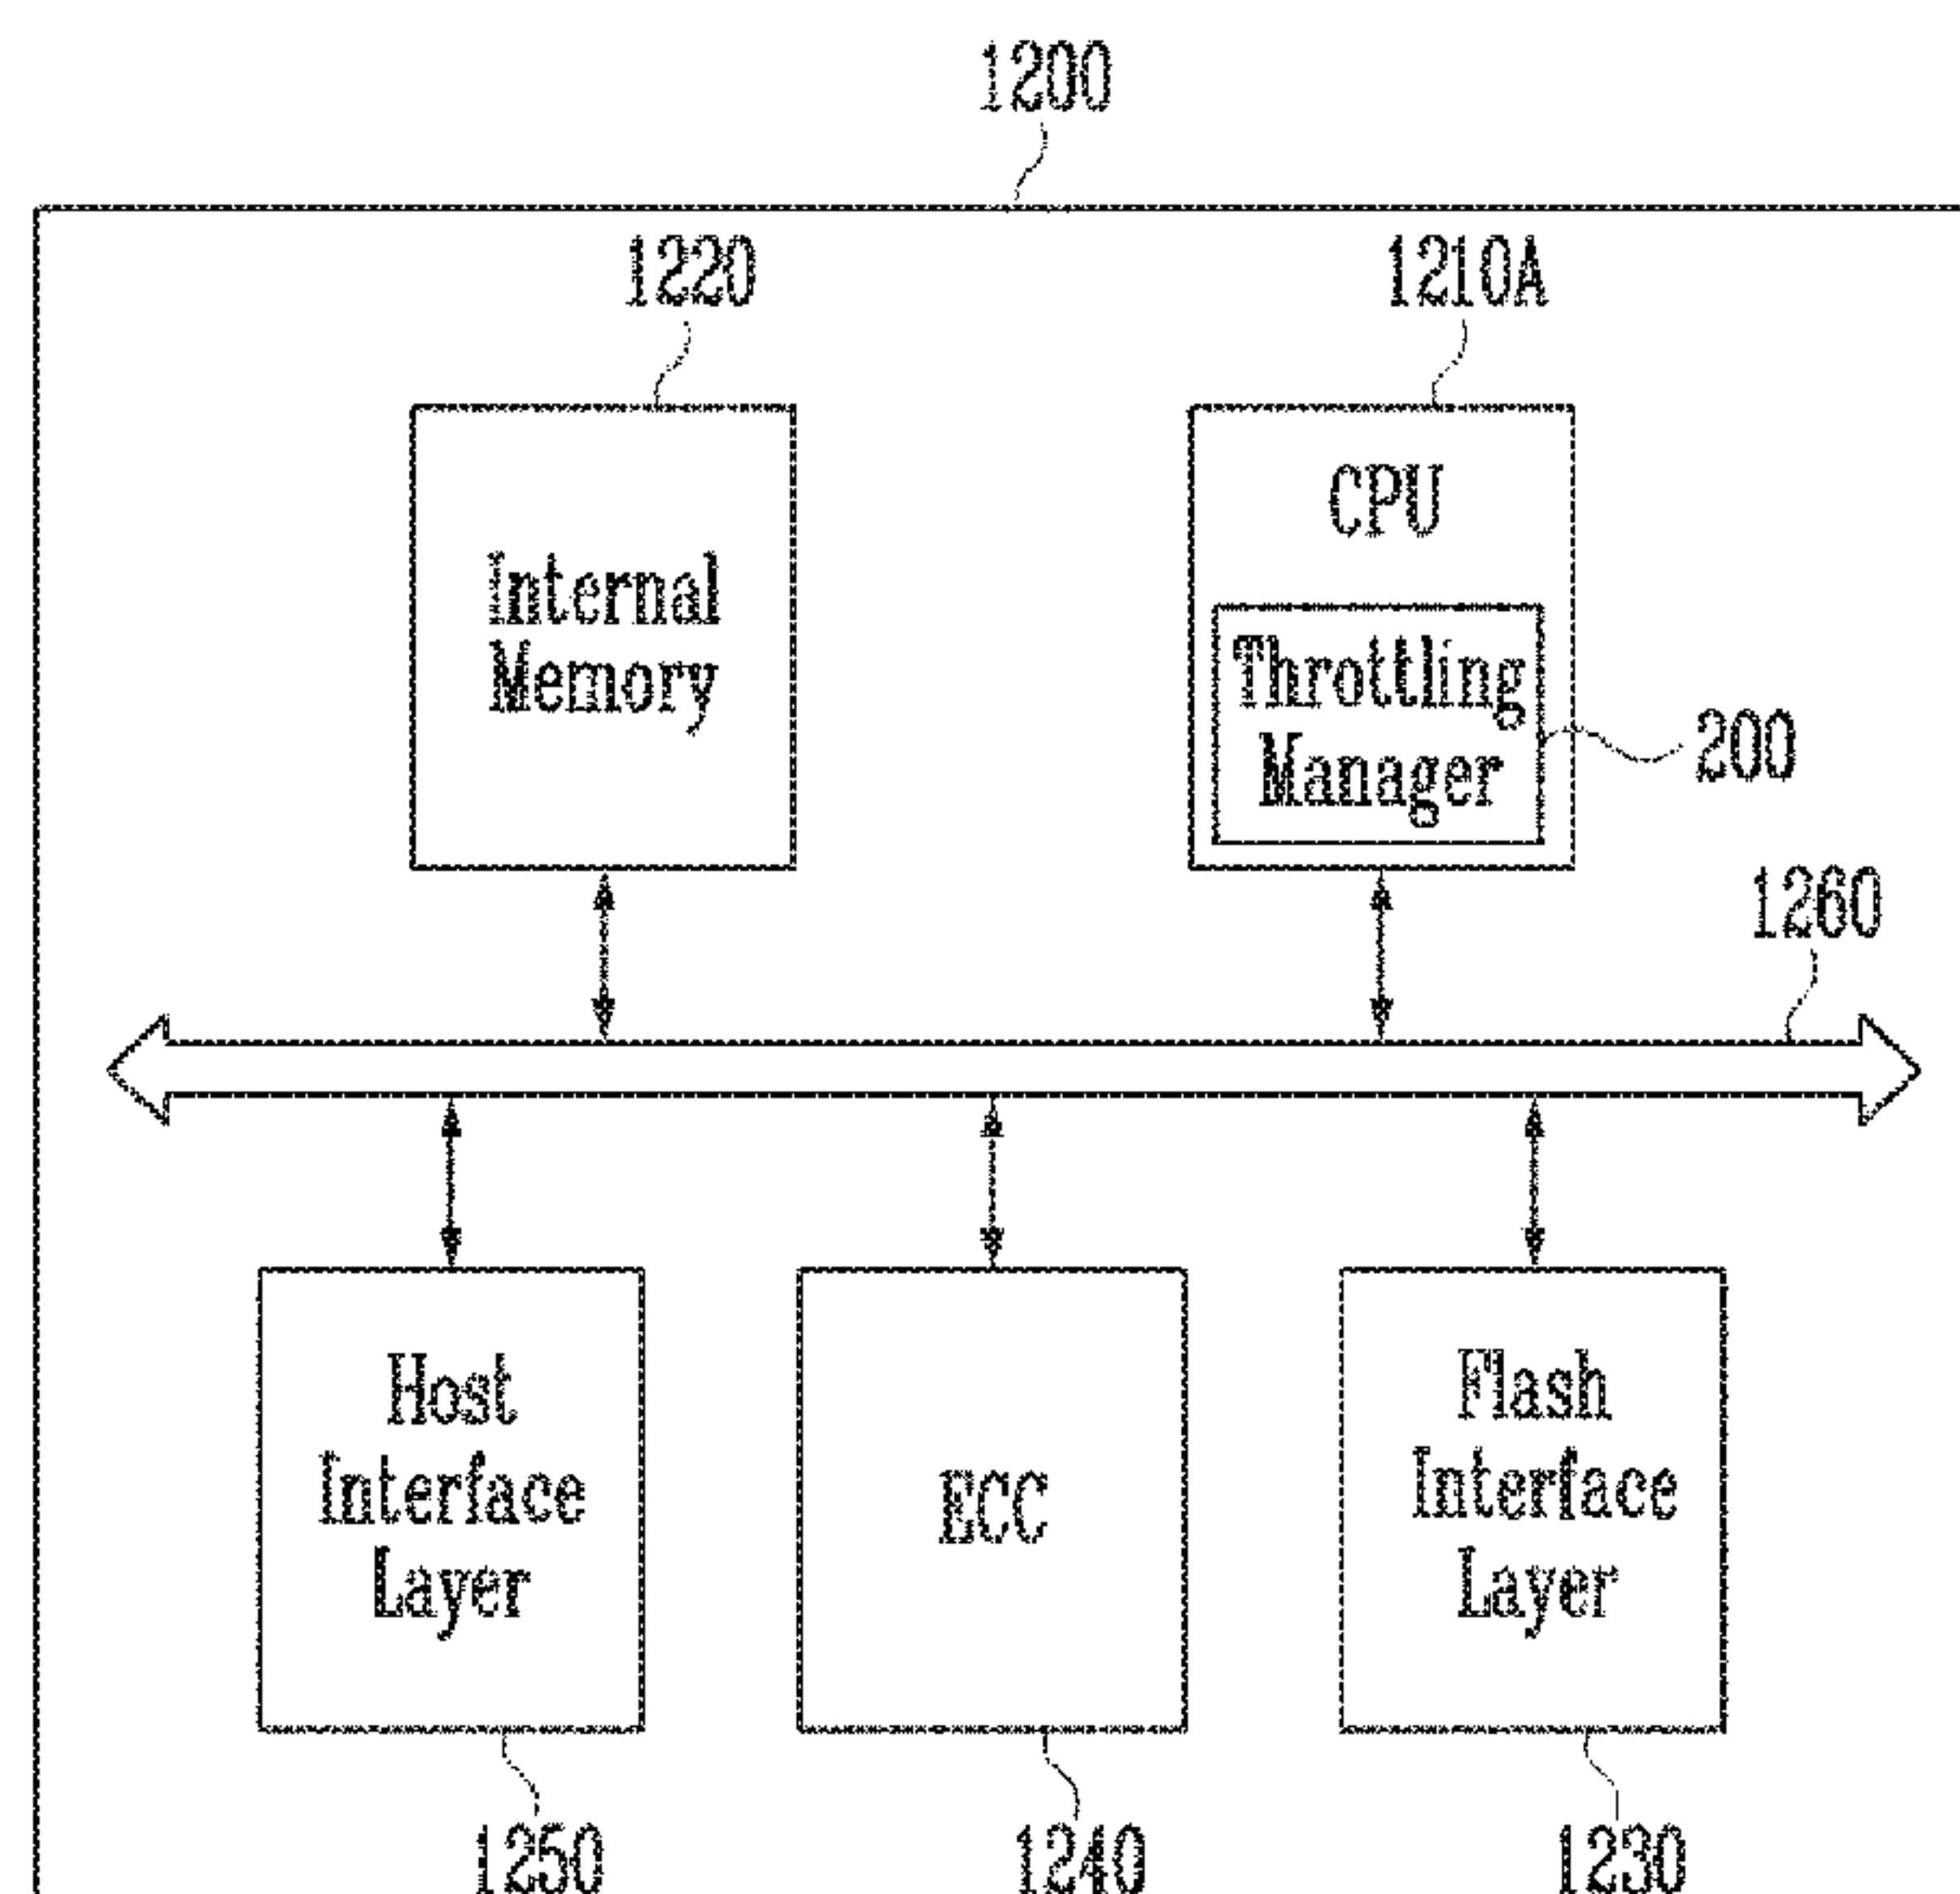 1200
1220
1210A
CPU
Internal
Memory
Throttling
Manager
200
1260
Host
Interface
Layer
ECC
Flash
Interface
Layer
1250
1240
1230